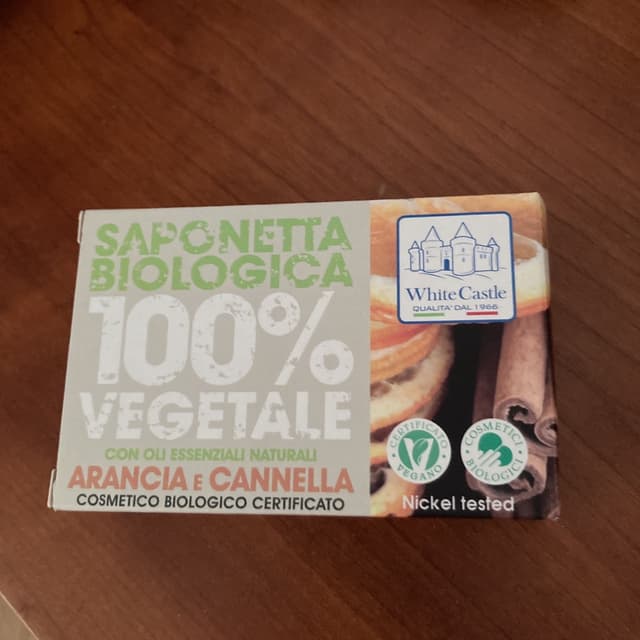 SAPONETTA
BIOLOGICA
100%
VEGETALE
CON OLI ESSENZIALI NATURALI
ARANCIA E CANNELLA
COSMETICO BIOLOGICO CERTIFICATO
White Castle
QUALITA' DAL 1966
CERTIFICATO
VEGANO
COSMETICI
BIOLOGICI
Nickel tested